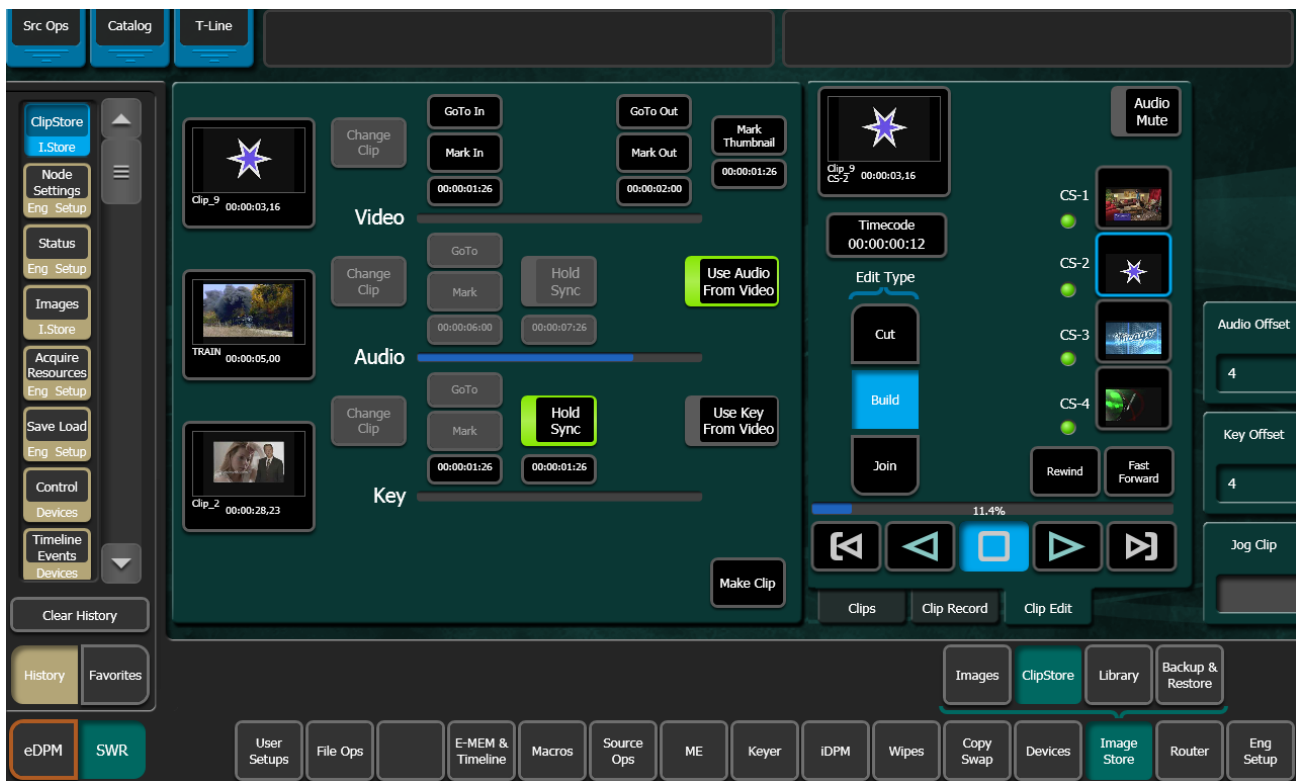 Src Ops
Catalog
T-Line
ClipStore
I.Store
Node
Settings
Eng Setup
Status
Eng Setup
Images
I.Store
Acquire
Resources
Eng Setup
Save Load
Eng Setup
Control
Devices
Timeline
Events
Devices
Clear History
History
Favorites
Clip_9 00:00:03,16
Change
Clip
GoTo In
Mark In
00:00:01:26
GoTo Out
Mark Out
00:00:02:00
Mark
Thumbnail
00:00:01:26
Video
TRAIN 00:00:05,00
Change
Clip
GoTo
Mark
00:00:06:00
Hold
Sync
00:00:07:26
Use Audio
From Video
Audio
Clip_2 00:00:28,23
Change
Clip
GoTo
Mark
00:00:01:26
Hold
Sync
00:00:01:26
Use Key
From Video
Key
Make Clip
Clip_9
CS-2 00:00:03,16
Audio
Mute
Timecode
00:00:00:12
Edit Type
Cut
Build
Join
CS-1
CS-2
CS-3
Chicago
CS-4
Rewind
Fast
Forward
11.4%
Clips
Clip Record
Clip Edit
Audio Offset
4
Key Offset
4
Jog Clip
Images
ClipStore
Library
Backup &
Restore
eDPM
SWR
User
Setups
File Ops
E-MEM &
Timeline
Macros
Source
Ops
ME
Keyer
iDPM
Wipes
Copy
Swap
Devices
Image
Store
Router
Eng
Setup